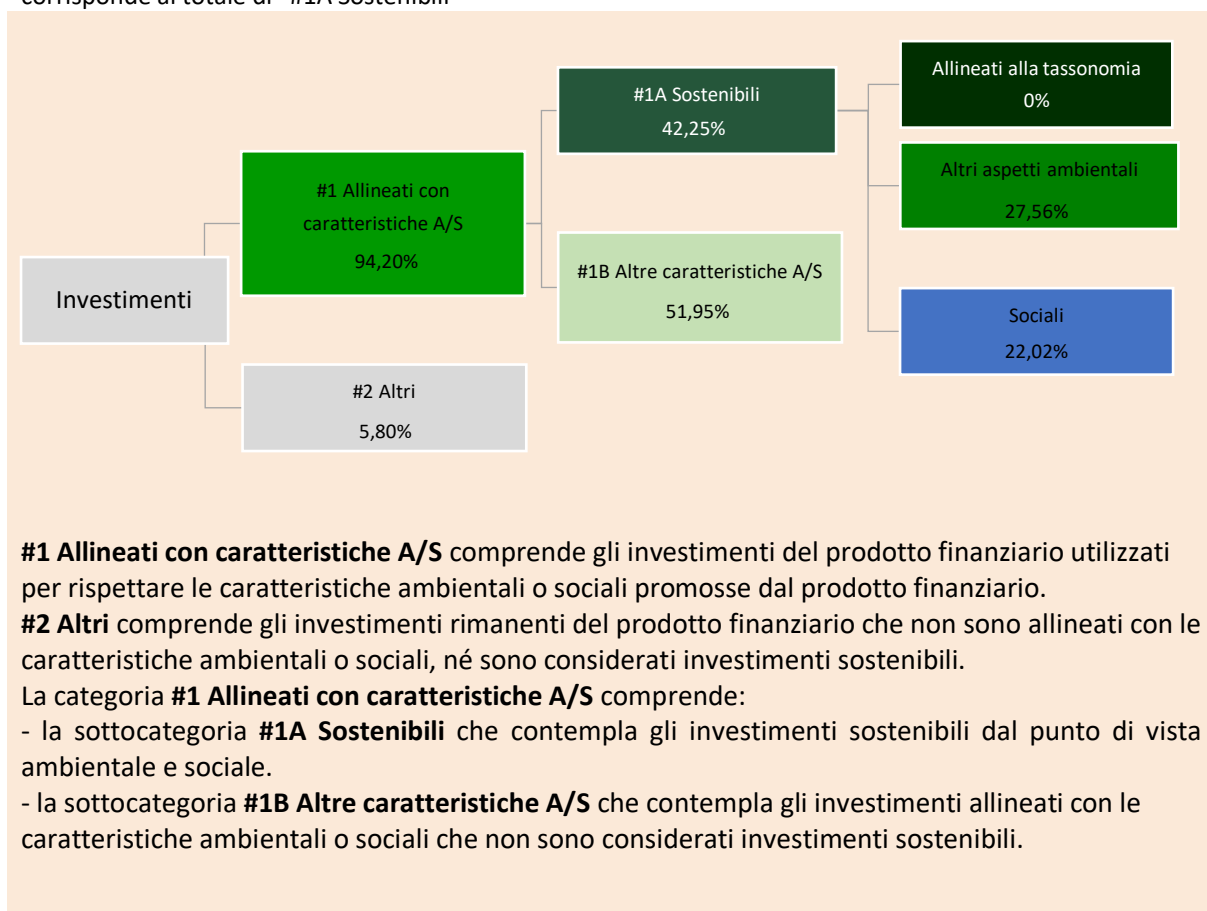 corrisponde al totale di "#1A Sostenibili"
Investimenti
#1 Allineati con
caratteristiche A/S
94,20%
#2 Altri
5,80%
#1A Sostenibili
42,25%
#1B Altre caratteristiche A/S
51,95%
Allineati alla tassonomia
0%
Altri aspetti ambientali
27,56%
Sociali
22,02%
#1 Allineati con caratteristiche A/S comprende gli investimenti del prodotto finanziario utilizzati
per rispettare le caratteristiche ambientali o sociali promosse dal prodotto finanziario.
#2 Altri comprende gli investimenti rimanenti del prodotto finanziario che non sono allineati con le
caratteristiche ambientali o sociali, né sono considerati investimenti sostenibili.
La categoria #1 Allineati con caratteristiche A/S comprende:
- la sottocategoria #1A Sostenibili che contempla gli investimenti sostenibili dal punto di vista
ambientale e sociale.
- la sottocategoria #1B Altre caratteristiche A/S che contempla gli investimenti allineati con le
caratteristiche ambientali o sociali che non sono considerati investimenti sostenibili.